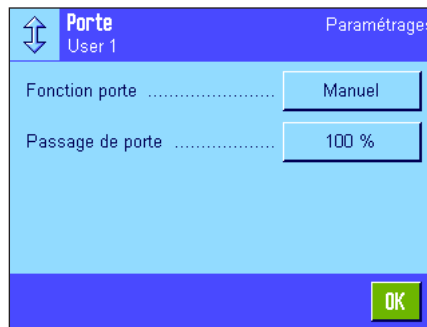 Porte
Paramétrages
User 1
Fonction porte ........................ Manuel
Passage de porte ................... 100 %
OK